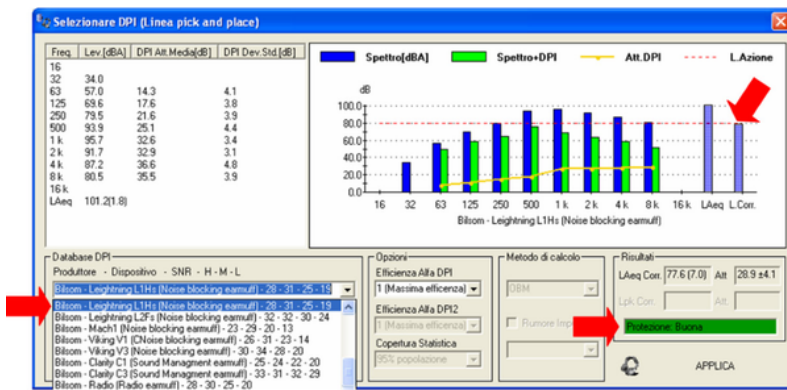 Selezionare DPI (Linea pick and place)
Freq. Lev.[dBA] DPI Att.Media[dB] DPI Dev.Std.[dB]
16
32 34.0
63 57.0 14.3 4.1
125 69.6 17.6 3.8
250 79.5 21.6 3.9
500 93.9 25.1 4.4
1 k 95.7 32.6 3.4
2 k 91.7 32.9 3.1
4 k 87.2 36.6 4.8
8 k 80.5 35.5 3.9
16 k
LAeq 101.2(1.8)
Spettro[dBA] Spettro+DPI Att.DPI L.Azione
dB
100.0
80.0
60.0
40.0
20.0
0.0
16 32 63 125 250 500 1 k 2 k 4 k 8 k 16 k LAeq L.Corr.
Bilsom - Leightning L1Hs (Noise blocking earmuff)
Database DPI
Produttore - Dispositivo - SNR - H - M - L
Bilsom - Leightning L1Hs (Noise blocking earmuff) - 28 - 31 - 25 - 19
Bilsom - Leightning L1Hs (Noise blocking earmuff) - 28 - 31 - 25 - 19
Bilsom - Leightning L2Fs (Noise blocking earmuff) - 32 - 32 - 30 - 24
Bilsom - Mach1 (Noise blocking earmuff) - 23 - 29 - 20 - 13
Bilsom - Viking V1 (CNoise blocking earmuff) - 26 - 31 - 23 - 14
Bilsom - Viking V3 (Noise blocking earmuff) - 30 - 34 - 28 - 20
Bilsom - Clarity C1 (Sound Managment earmuff) - 25 - 24 - 22 - 20
Bilsom - Clarity C3 (Sound Managment earmuff) - 33 - 31 - 32 - 29
Bilsom - Radio (Radio earmuff) - 28 - 30 - 25 - 20
Opzioni
Efficienza Alla DPI
1 (Massima efficenza)
Efficienza Alla DPI2
1 (Massima efficenza)
Copertura Statistica
95% popolazione
Metodo di calcolo
OBM
Rumore Imp
Risultati
LAeq Corr. 77.6 (7.0) Att 28.9 ±4.1
Lpk Corr. Att.
Protezione: Buona
APPLICA